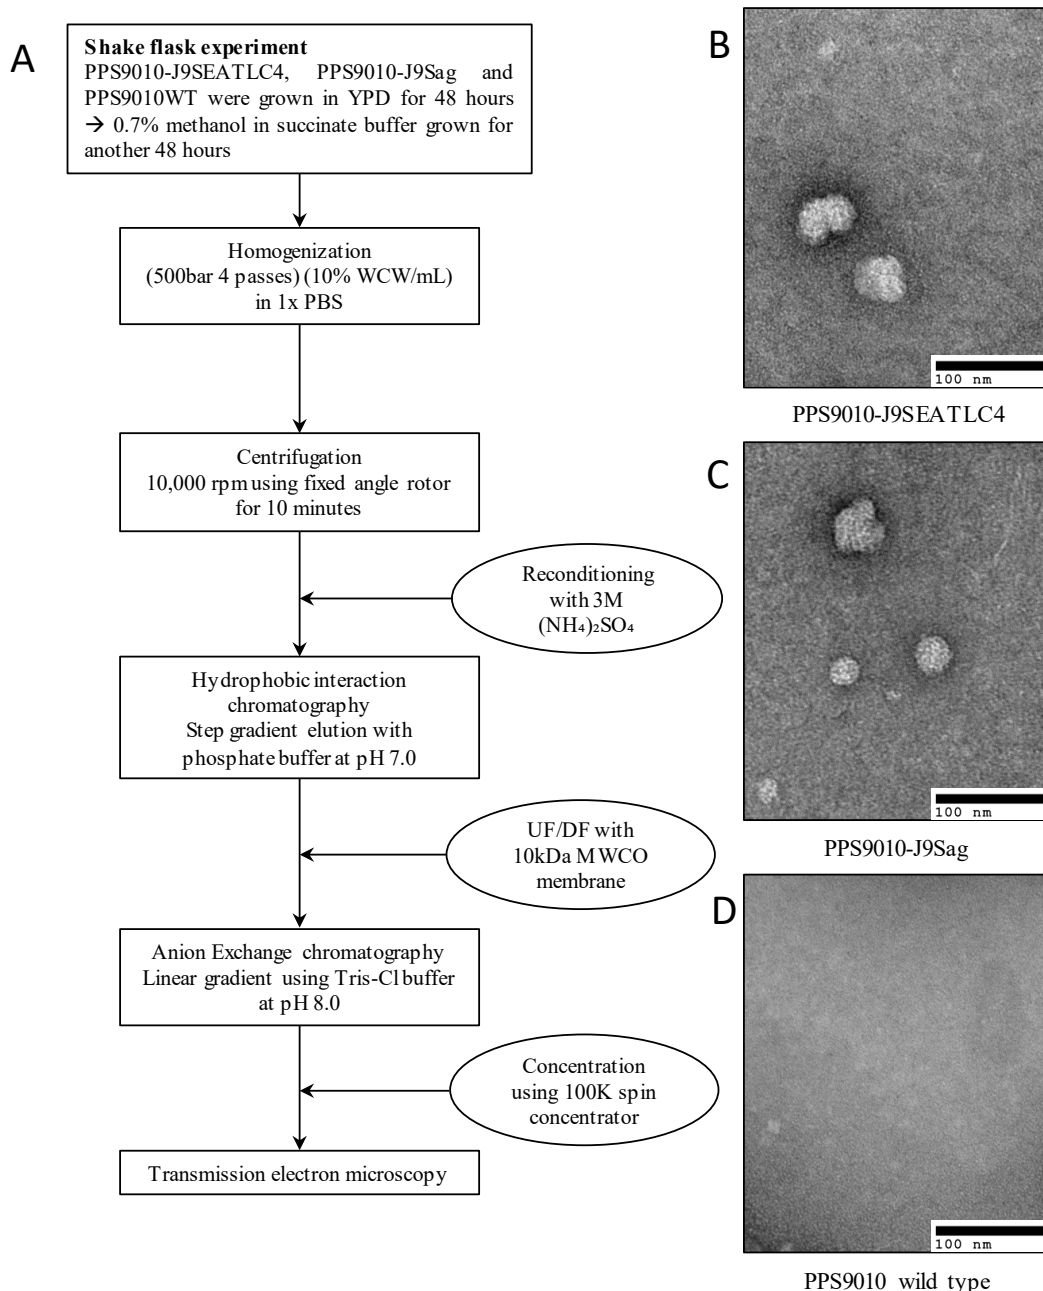 A
Shake flask experiment
PPS9010-J9SEATLC4, PPS9010-J9Sag and
PPS9010WT were grown in YPD for 48 hours
→ 0.7% methanol in succinate buffer grown for
another 48 hours
Homogenization
(500bar 4 passes) (10% WCW/mL)
in 1x PBS
Centrifugation
10,000 rpm using fixed angle rotor
for 10 minutes
Reconditioning
with 3M
(NH₄)₂SO₄
Hydrophobic interaction
chromatography
Step gradient elution with
phosphate buffer at pH 7.0
UF/DF with
10kDa MWCO
membrane
Anion Exchange chromatography
Linear gradient using Tris-Cl buffer
at pH 8.0
Concentration
using 100K spin
concentrator
Transmission electron microscopy
B
100 nm
PPS9010-J9SEATLC4
C
100 nm
PPS9010-J9Sag
D
100 nm
PPS9010 wild type